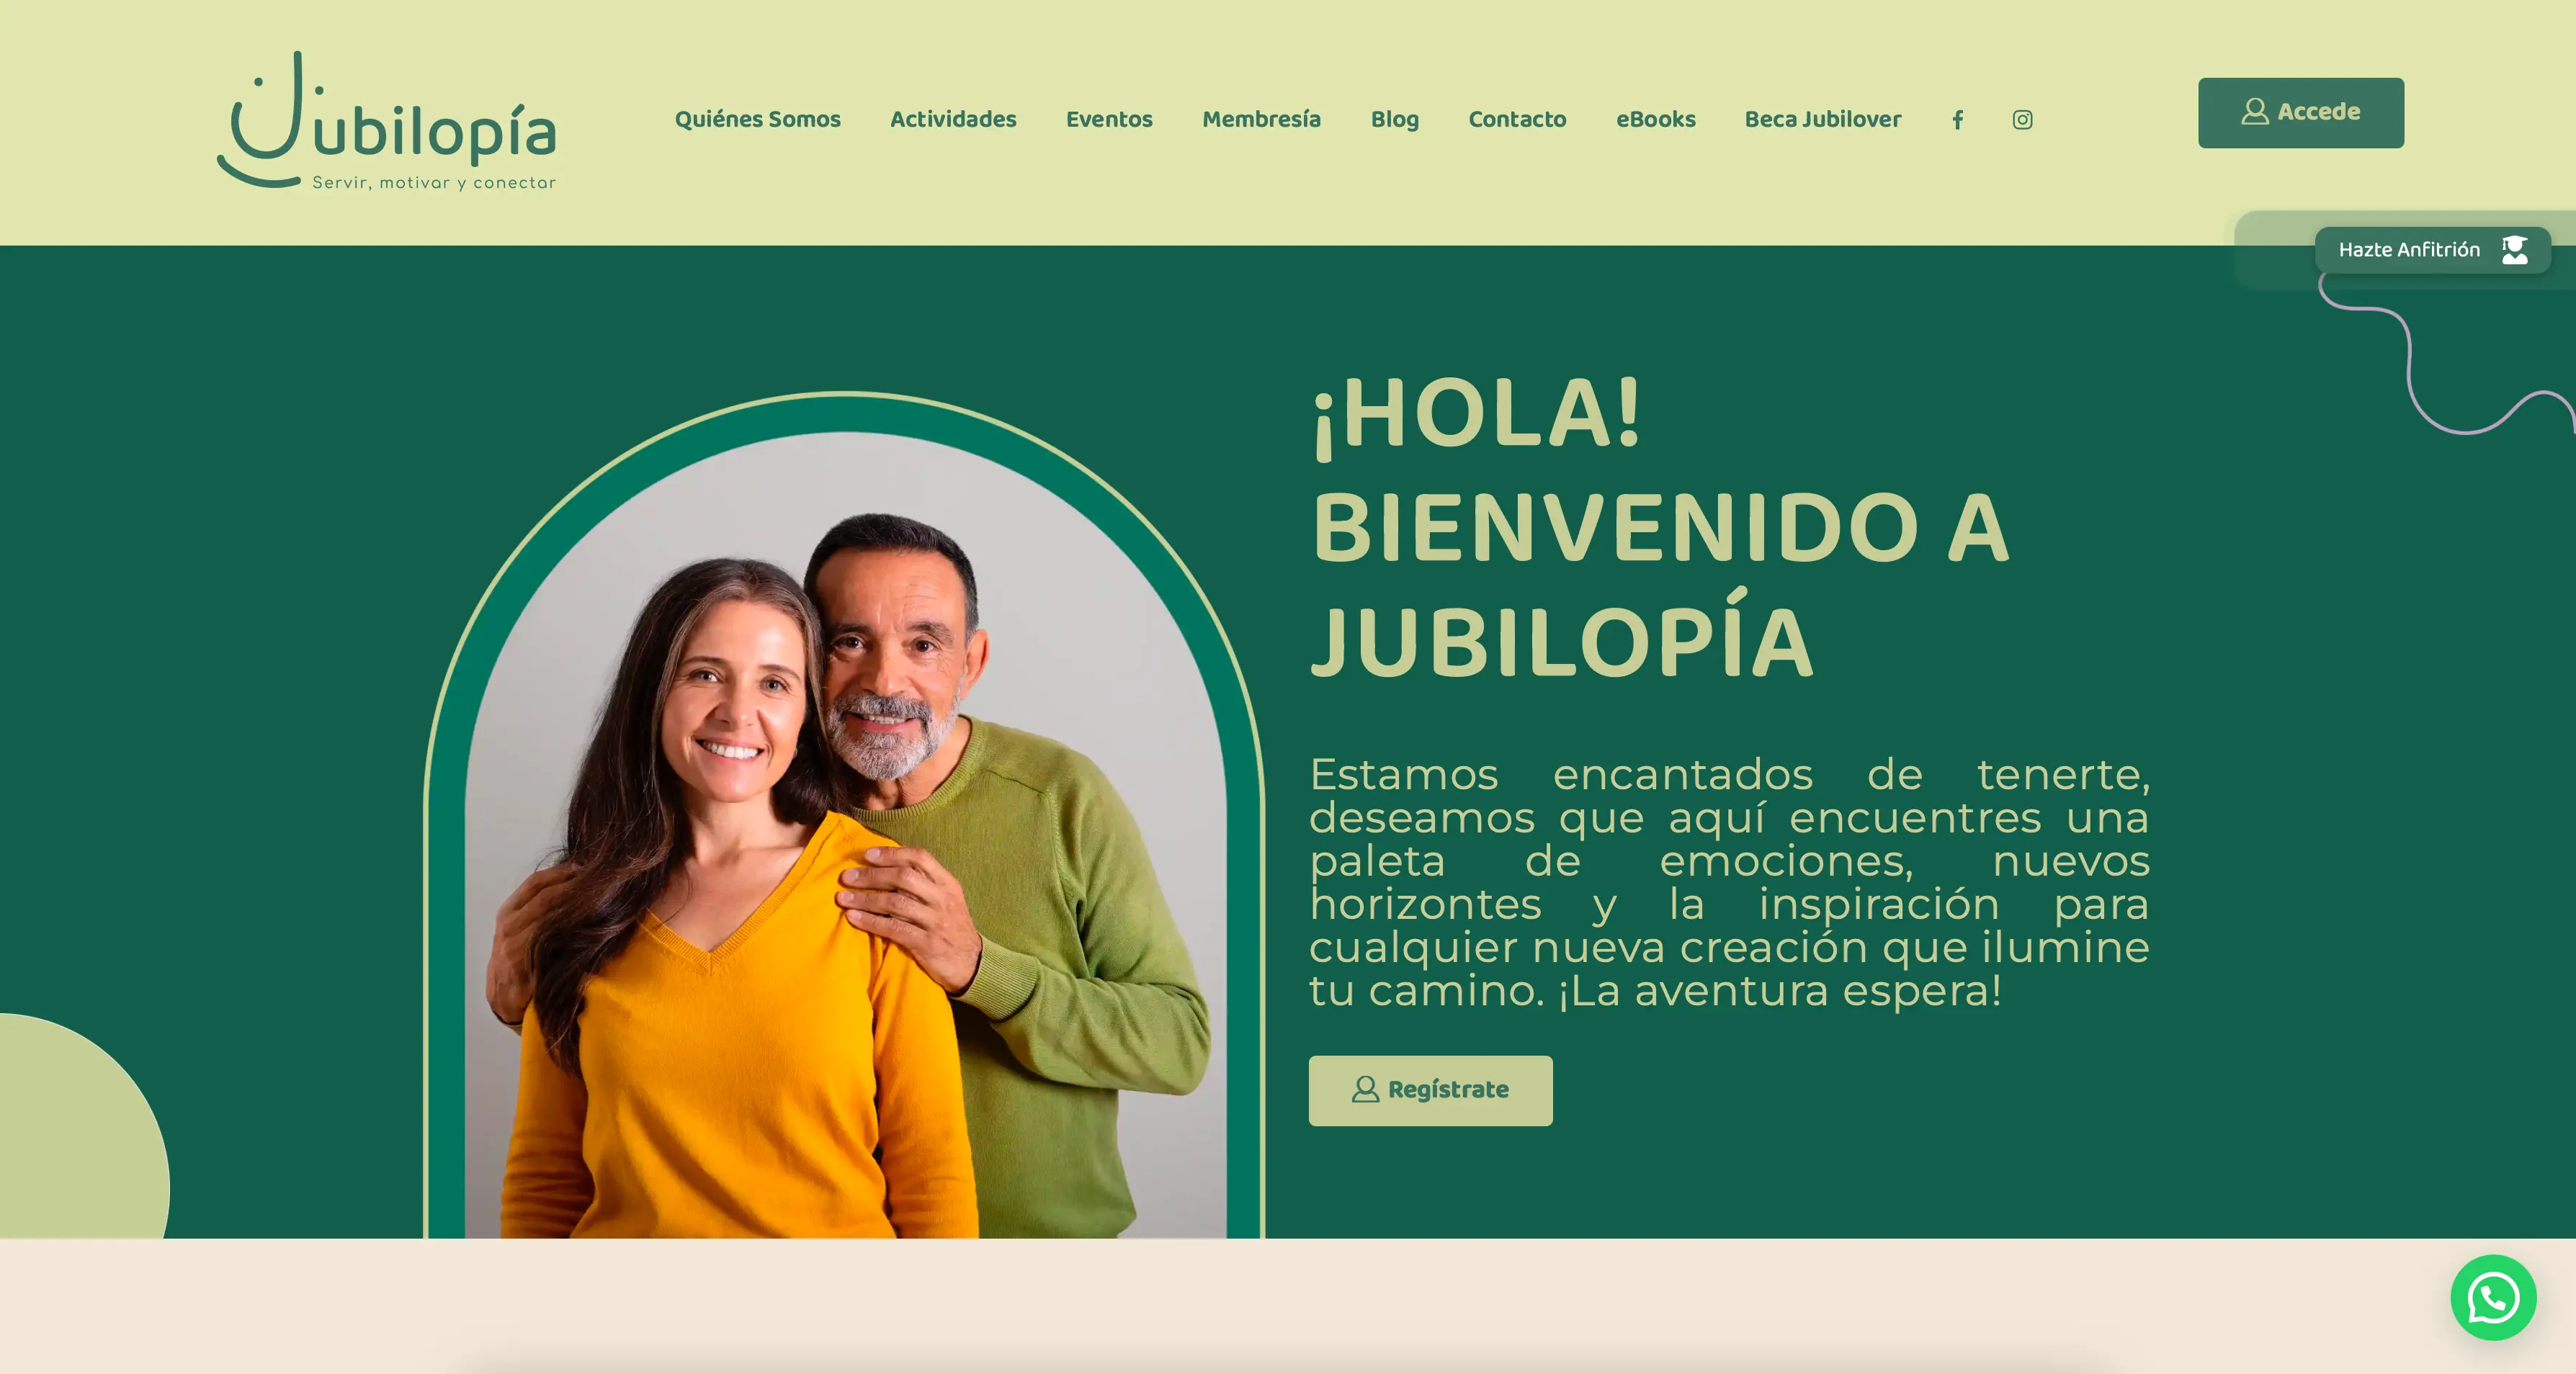 Jubilopía
Servir, motivar y conectar
Quiénes Somos
Actividades
Eventos
Membresía
Blog
Contacto
eBooks
Beca Jubilover
Accede
Hazte Anfitrión
¡HOLA!
BIENVENIDO A
JUBILOPÍA
Estamos encantados de tenerte,
deseamos que aquí encuentres una
paleta de emociones, nuevos
horizontes y la inspiración para
cualquier nueva creación que ilumine
tu camino. ¡La aventura espera!
Regístrate